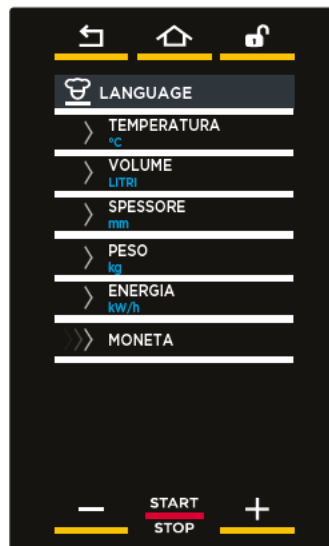 LANGUAGE
TEMPERATURA
°C
VOLUME
LITRI
SPESSORE
mm
PESO
kg
ENERGIA
kW/h
MONETA
START
STOP